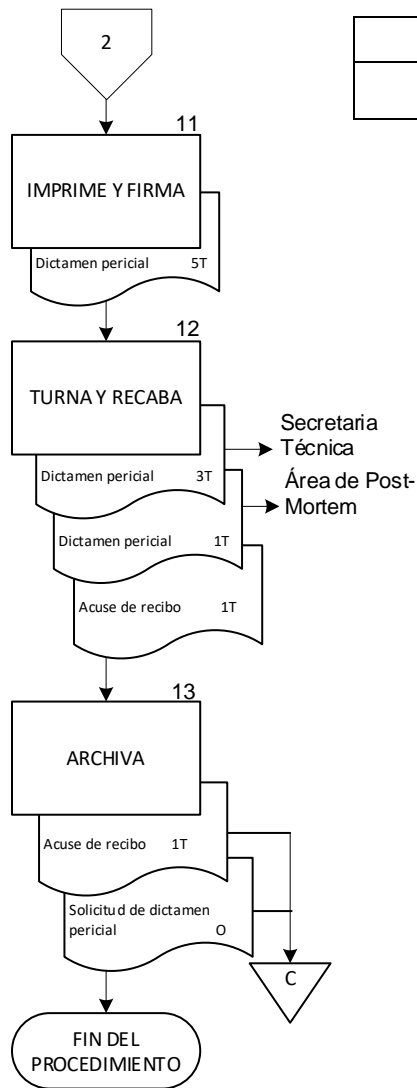 2
11
IMPRIME Y FIRMA
Dictamen pericial 5T
12
TURNA Y RECABA
Secretaria
Técnica
Dictamen pericial 3T
Área de Post-
Mortem
Dictamen pericial 1T
Acuse de recibo 1T
13
ARCHIVA
Acuse de recibo 1T
Solicitud de dictamen
pericial O
C
FIN DEL
PROCEDIMIENTO